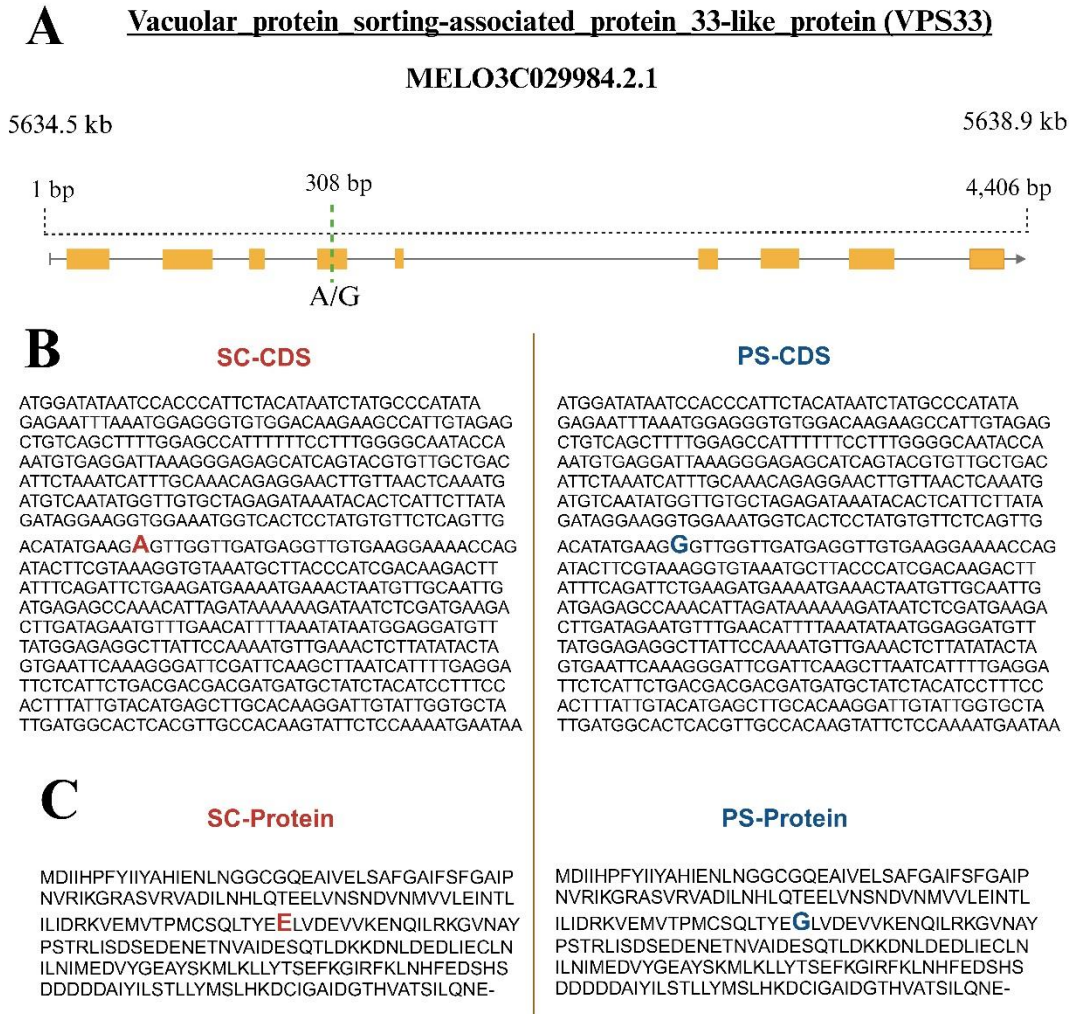 A
Vacuolar_protein_sorting-associated_protein_33-like_protein (VPS33)
MELO3C029984.2.1
5634.5 kb
5638.9 kb
1 bp
308 bp
4,406 bp
A/G
B
SC-CDS
ATGGATATAATCCACCCATTCTACATAATCTATGCCCATATA
GAGAATTTAAATGGAGGGTGTGGACAAGAAGCCATTGTAGAG
CTGTCAGCTTTTGGAGCCATTTTTTCCTTTGGGGCAATACCA
AATGTGAGGATTAAAGGGAGAGCATCAGTACGTGTTGCTGAC
ATTCTAAATCATTTGCAAACAGAGGAACTTGTTAACTCAAATG
ATGTCAATATGGTTGTGCTAGAGATAAATACACTCATTCTTATA
GATAGGAAGGTGGAAATGGTCACTCCTATGTGTTCTCAGTTG
ACATATGAAGAAGTTGGTTGATGAGGTTGTGAAGGAAAACCAG
ATACTTCGTAAAGGTGTAAATGCTTACCCATCGACAAGACTT
ATTTCAGATTCTGAAGATGAAAATGAAACTAATGTTGCAATTG
ATGAGAGCCAAACATTAGATAAAAAAGATAATCTCGATGAAGA
CTTGATAGAATGTTTGAACATTTTAAATATAATGGAGGATGTT
TATGGAGAGGCTTATTCCAAAATGTTGAAACTCTTATATACTA
GTGAATTCAAAGGGATTCGATTCAAGCTTAATCATTTTGAGGA
TTCTCATTCTGACGACGACGATGATGCTATCTACATCCTTTCC
ACTTTATTGTACATGAGCTTGCACAAGGATTGTATTGGTGCTA
TTGATGGCACTCACGTTGCCACAAGTATTCTCCAAAATGAATAA
PS-CDS
ATGGATATAATCCACCCATTCTACATAATCTATGCCCATATA
GAGAATTTAAATGGAGGGTGTGGACAAGAAGCCATTGTAGAG
CTGTCAGCTTTTGGAGCCATTTTTTCCTTTGGGGCAATACCA
AATGTGAGGATTAAAGGGAGAGCATCAGTACGTGTTGCTGAC
ATTCTAAATCATTTGCAAACAGAGGAACTTGTTAACTCAAATG
ATGTCAATATGGTTGTGCTAGAGATAAATACACTCATTCTTATA
GATAGGAAGGTGGAAATGGTCACTCCTATGTGTTCTCAGTTG
ACATATGAAGGGGTTGGTTGATGAGGTTGTGAAGGAAAACCAG
ATACTTCGTAAAGGTGTAAATGCTTACCCATCGACAAGACTT
ATTTCAGATTCTGAAGATGAAAATGAAACTAATGTTGCAATTG
ATGAGAGCCAAACATTAGATAAAAAAGATAATCTCGATGAAGA
CTTGATAGAATGTTTGAACATTTTAAATATAATGGAGGATGTT
TATGGAGAGGCTTATTCCAAAATGTTGAAACTCTTATATACTA
GTGAATTCAAAGGGATTCGATTCAAGCTTAATCATTTTGAGGA
TTCTCATTCTGACGACGACGATGATGCTATCTACATCCTTTCC
ACTTTATTGTACATGAGCTTGCACAAGGATTGTATTGGTGCTA
TTGATGGCACTCACGTTGCCACAAGTATTCTCCAAAATGAATAA
C
SC-Protein
MDIIHPFYIIYAHIENLNGGCGQEAIVELSAFGAIFSFGAIP
NVRIKGRASVRVADILNHLQTEELVNSNDVNMVVLEINTL
ILIDRKVEMVTPMCSQLTYEELVDEVVKENQILRKGVNAY
PSTRLISDSEDENETNVAIDESQTLDKKDNLDEDLIECLN
ILNIMEDVYGEAYSKMLKLLYTSEFKGIRFKLNHFEDSHS
DDDDDAIYILSTLLYMSLHKDCIGAIDGTHVATSILQNE-
PS-Protein
MDIIHPFYIIYAHIENLNGGCGQEAIVELSAFGAIFSFGAIP
NVRIKGRASVRVADILNHLQTEELVNSNDVNMVVLEINTL
ILIDRKVEMVTPMCSQLTYEGLVDEVVKENQILRKGVNAY
PSTRLISDSEDENETNVAIDESQTLDKKDNLDEDLIECLN
ILNIMEDVYGEAYSKMLKLLYTSEFKGIRFKLNHFEDSHS
DDDDDAIYILSTLLYMSLHKDCIGAIDGTHVATSILQNE-